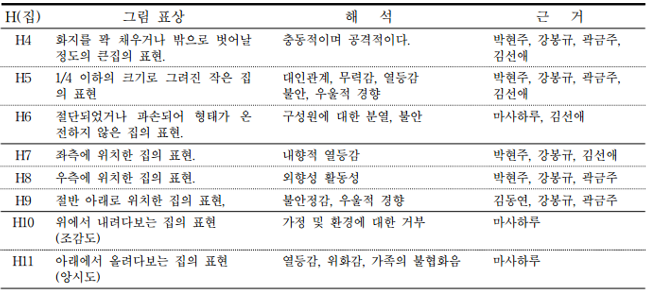 H(집) 그림 표상 해 석 근 거
H4 화지를 꽉 채우거나 밖으로 벗어날 충동적이며 공격적이다. 박현주, 강봉규, 곽금주,
정도의 큰집의 표현. 김선애
H5 1/4 이하의 크기로 그려진 작은 집 대인관계, 무력감, 열등감 박현주, 강봉규, 곽금주,
의 표현 불안, 우울적 경향 김선애
H6 절단되었거나 파손되어 형태가 온 구성원에 대한 분열, 불안 마사하루, 김선애
전하지 않은 집의 표현.
H7 좌측에 위치한 집의 표현. 내향적 열등감 박현주, 강봉규, 김선애
H8 우측에 위치한 집의 표현. 외향성 활동성 박현주, 강봉규, 곽금주
H9 절반 아래로 위치한 집의 표현, 불안정감, 우울적 경향 김동연, 강봉규, 곽금주
H10 위에서 내려다보는 집의 표현 가정 및 환경에 대한 거부 마사하루
(조감도)
H11 아래에서 올려다보는 집의 표현 열등감, 위화감, 가족의 불협화음 마사하루
(앙시도)